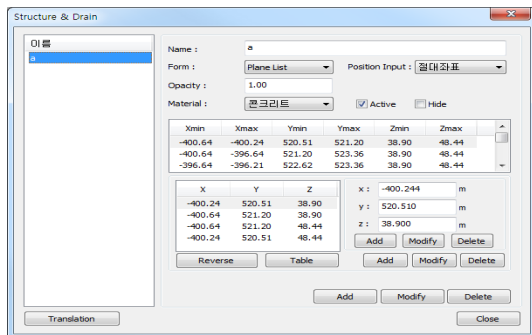 Structure & Drain
이름
a
Name :
a
Form :
Plane List
Position Input :
절대좌표
Opacity :
1.00
Material :
콘크리트
Active
Hide
Xmin Xmax Ymin Ymax Zmin Zmax
-400.64 -400.24 520.51 521.20 38.90 48.44
-400.64 -396.64 521.20 523.36 38.90 48.44
-396.64 -396.21 522.62 523.36 38.90 48.44
X Y Z
-400.24 520.51 38.90
-400.64 521.20 38.90
-400.64 521.20 48.44
-400.24 520.51 48.44
x : -400.244 m
y : 520.510 m
z : 38.900 m
Add Modify Delete
Reverse Table
Add Modify Delete
Add Modify Delete
Translation
Close